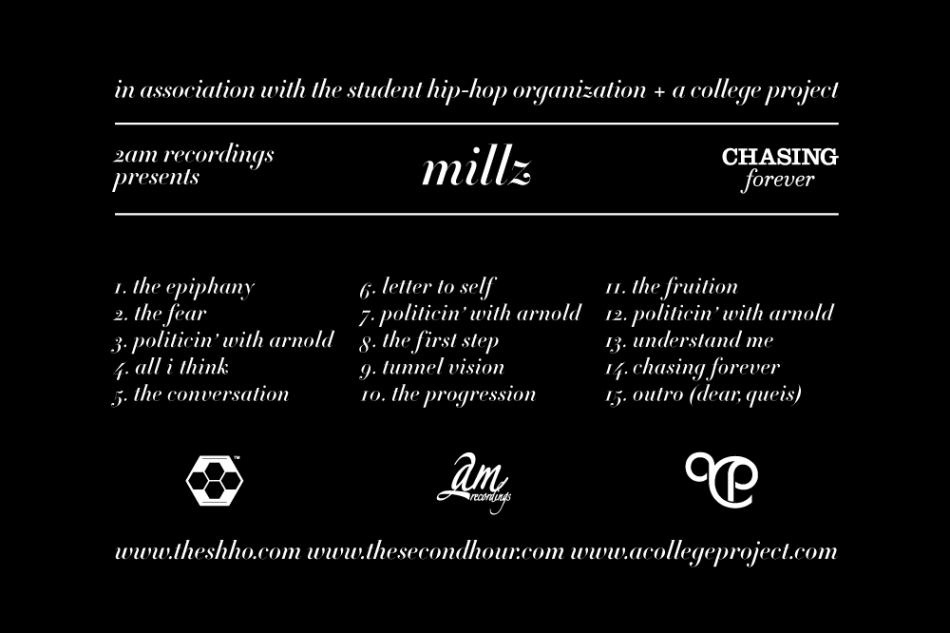 in association with the student hip-hop organization + a college project
2am recordings
presents
millz
CHASING
forever
1. the epiphany
2. the fear
3. politicin' with arnold
4. all i think
5. the conversation
6. letter to self
7. politicin' with arnold
8. the first step
9. tunnel vision
10. the progression
11. the fruition
12. politicin' with arnold
13. understand me
14. chasing forever
15. outro (dear, queis)
TM
2am
recordings
www.theshho.com www.thesecondhour.com www.acollegeproject.com